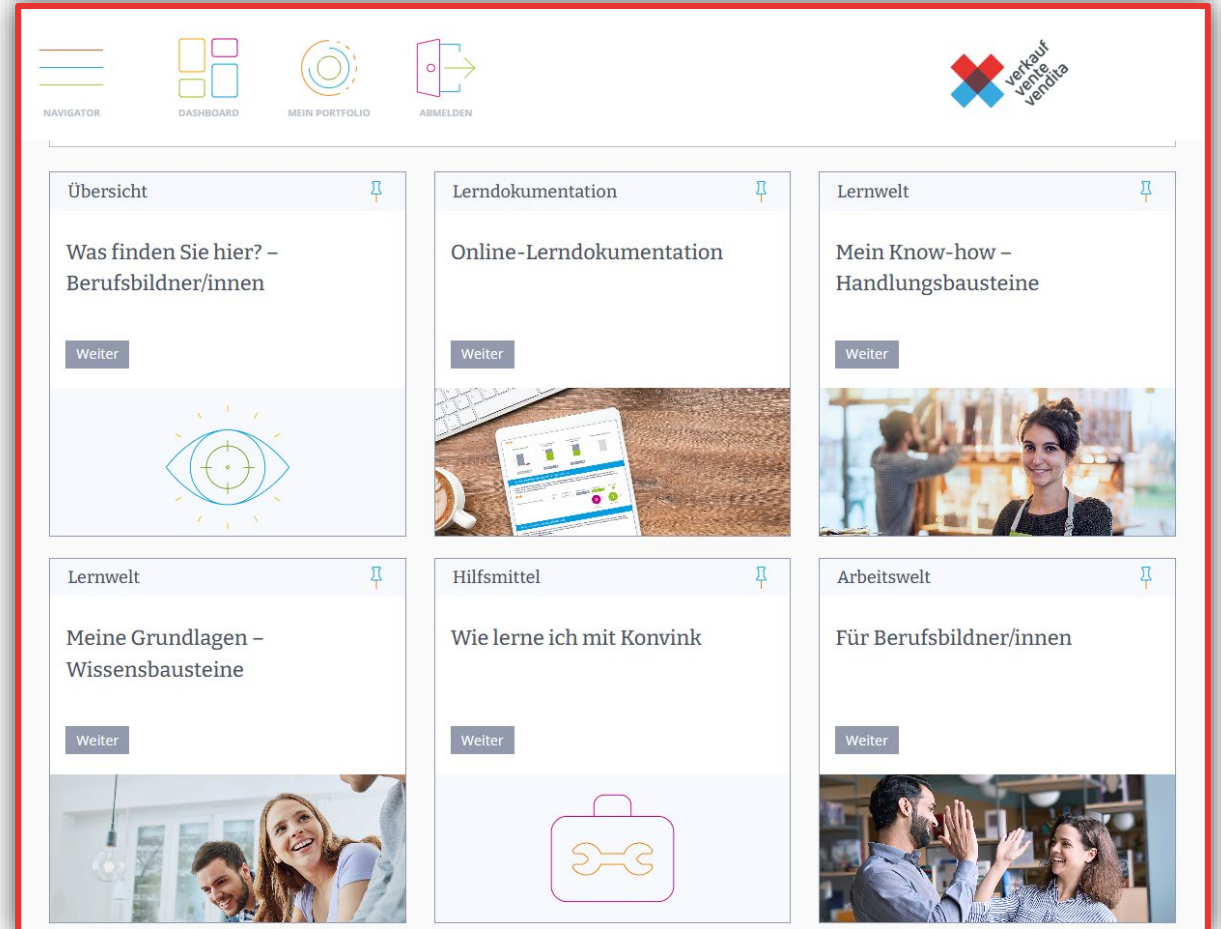 NAVIGATOR
DASHBOARD
MEIN PORTFOLIO
ABMELDEN
verkauf
vente
vendita
Übersicht
Was finden Sie hier? –
Berufsbildner/innen
Weiter
Lerndokumentation
Online-Lerndokumentation
Weiter
Lernwelt
Mein Know-how –
Handlungsbausteine
Weiter
Lernwelt
Meine Grundlagen –
Wissensbausteine
Weiter
Hilfsmittel
Wie lerne ich mit Konvink
Weiter
Arbeitswelt
Für Berufsbildner/innen
Weiter